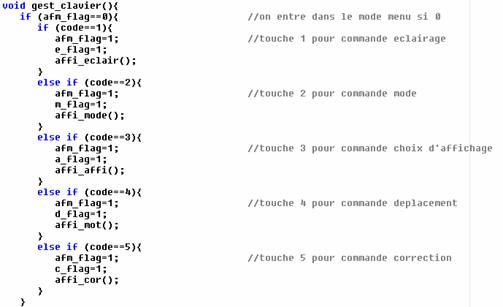 void gest_clavier(){
if (afm_flag==0){ //on entre dans le mode menu si 0
if (code==1){
afm_flag=1; //touche 1 pour commande eclairage
e_flag=1;
affi_eclair();
}
else if (code==2){
afm_flag=1; //touche 2 pour commande mode
m_flag=1;
affi_mode();
}
else if (code==3){
afm_flag=1; //touche 3 pour commande choix d'affichage
a_flag=1;
affi_affi();
}
else if (code==4){
afm_flag=1; //touche 4 pour commande deplacement
d_flag=1;
affi_mot();
}
else if (code==5){
afm_flag=1; //touche 5 pour commande correction
c_flag=1;
affi_cor();
}
}